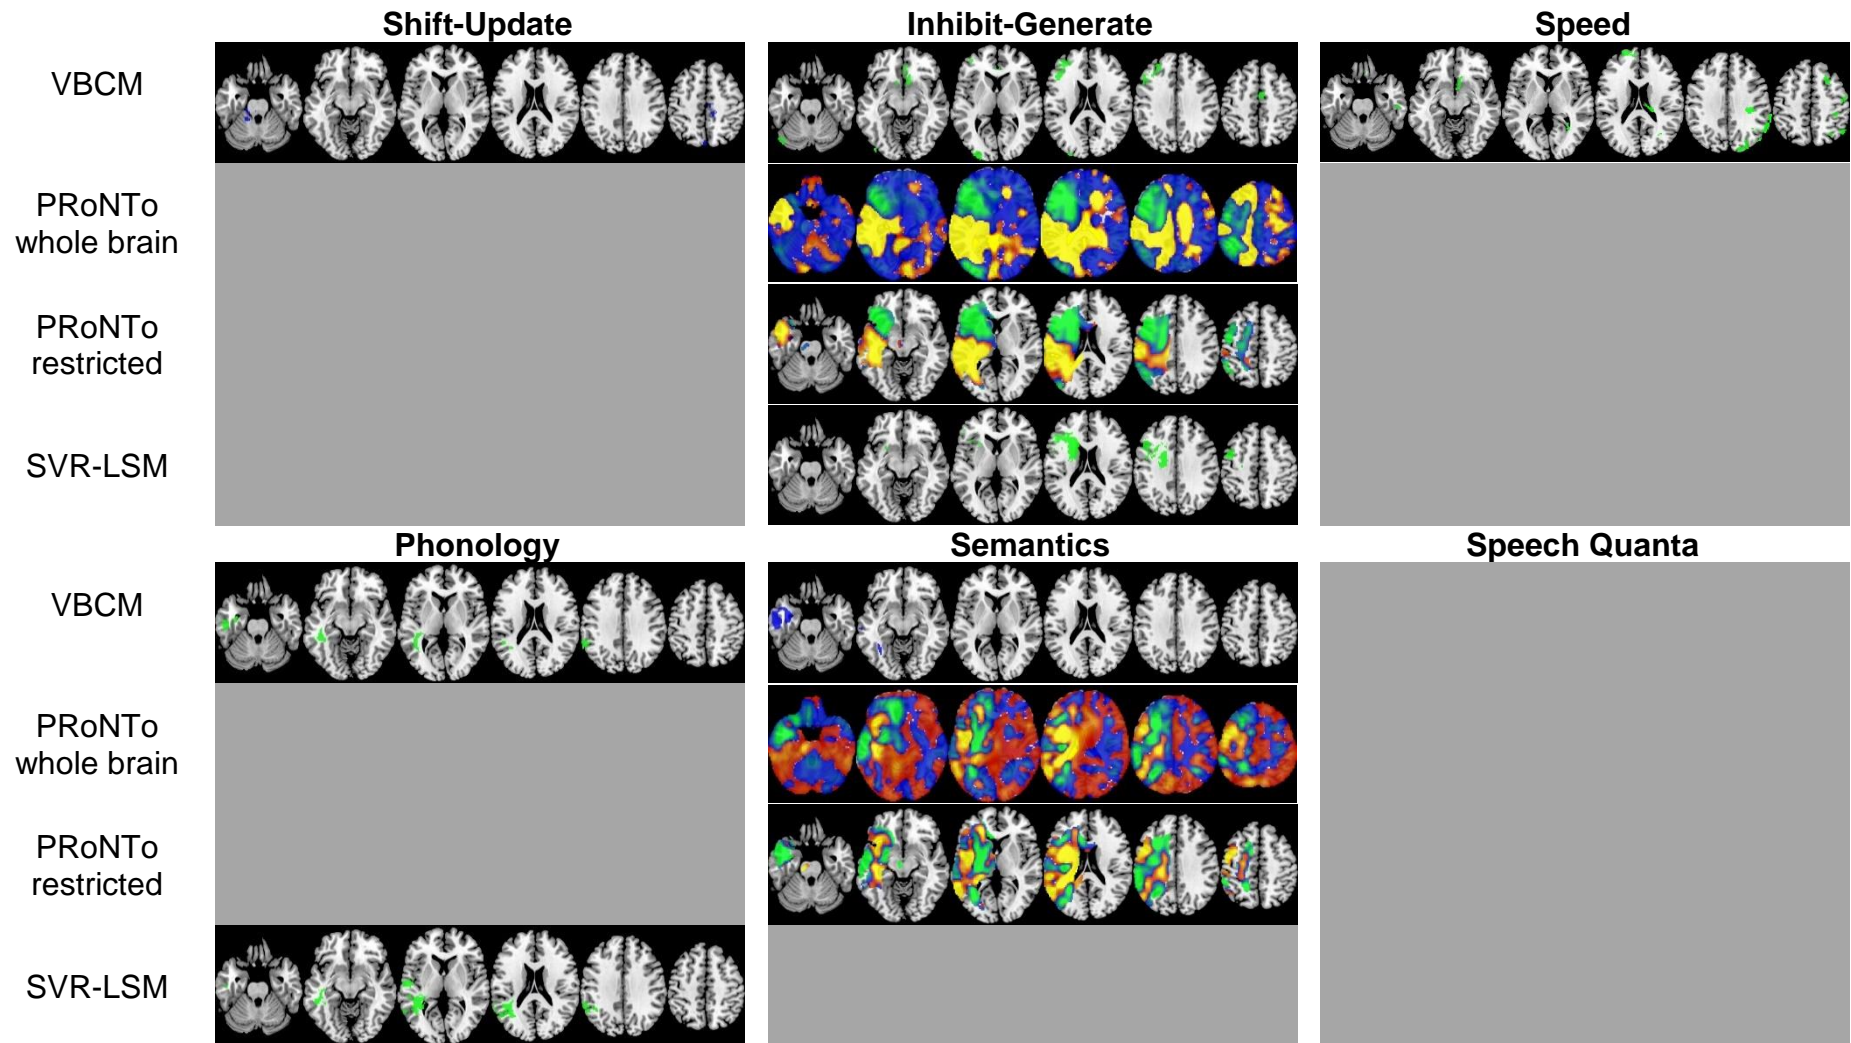 Shift-Update
Inhibit-Generate
Speed
VBCM
PRoNTo
whole brain
PRoNTo
restricted
SVR-LSM
Phonology
Semantics
Speech Quanta
VBCM
PRoNTo
whole brain
PRoNTo
restricted
SVR-LSM